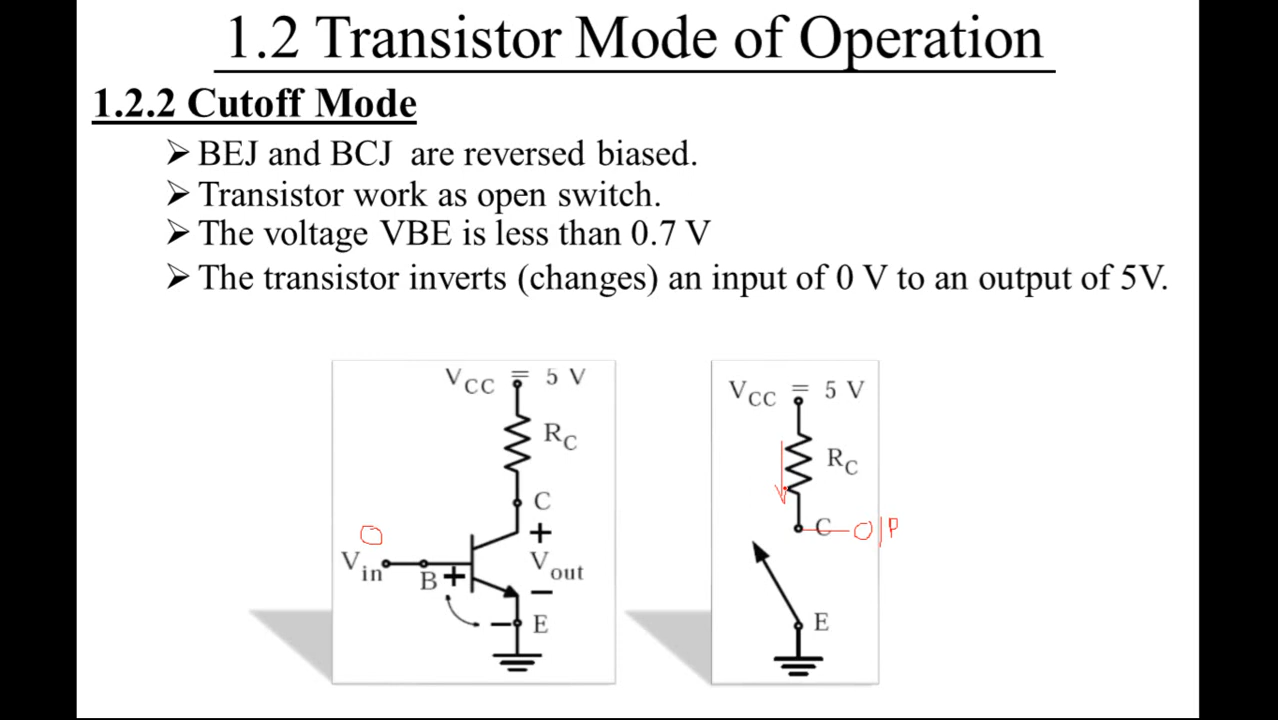 1.2 Transistor Mode of Operation
1.2.2 Cutoff Mode
➢ BEJ and BCJ are reversed biased.
➢ Transistor work as open switch.
➢ The voltage VBE is less than 0.7 V
➢ The transistor inverts (changes) an input of 0 V to an output of 5V.
VCC = 5 V
RC
C
+
0
Vin
B +
Vout
−
− E
VCC = 5 V
RC
C O|P
E